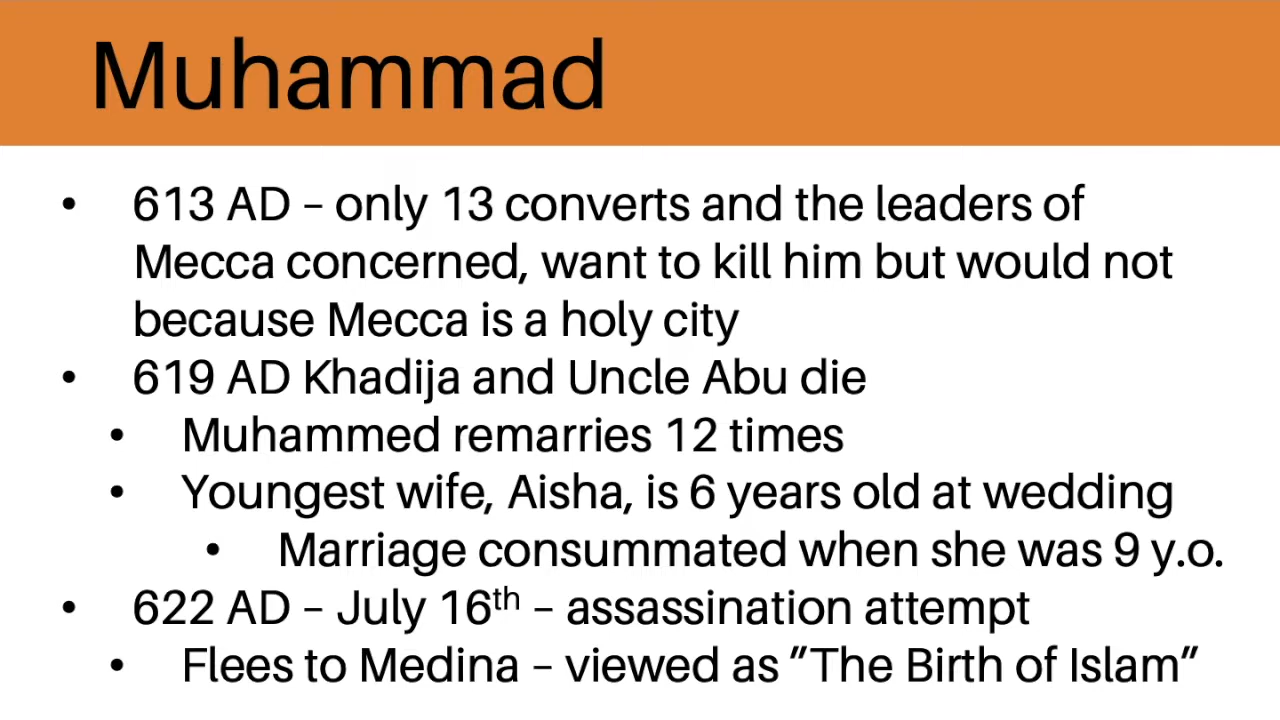 Muhammad
• 613 AD – only 13 converts and the leaders of
Mecca concerned, want to kill him but would not
because Mecca is a holy city
• 619 AD Khadija and Uncle Abu die
• Muhammed remarries 12 times
• Youngest wife, Aisha, is 6 years old at wedding
• Marriage consummated when she was 9 y.o.
• 622 AD – July 16th – assassination attempt
• Flees to Medina – viewed as "The Birth of Islam"